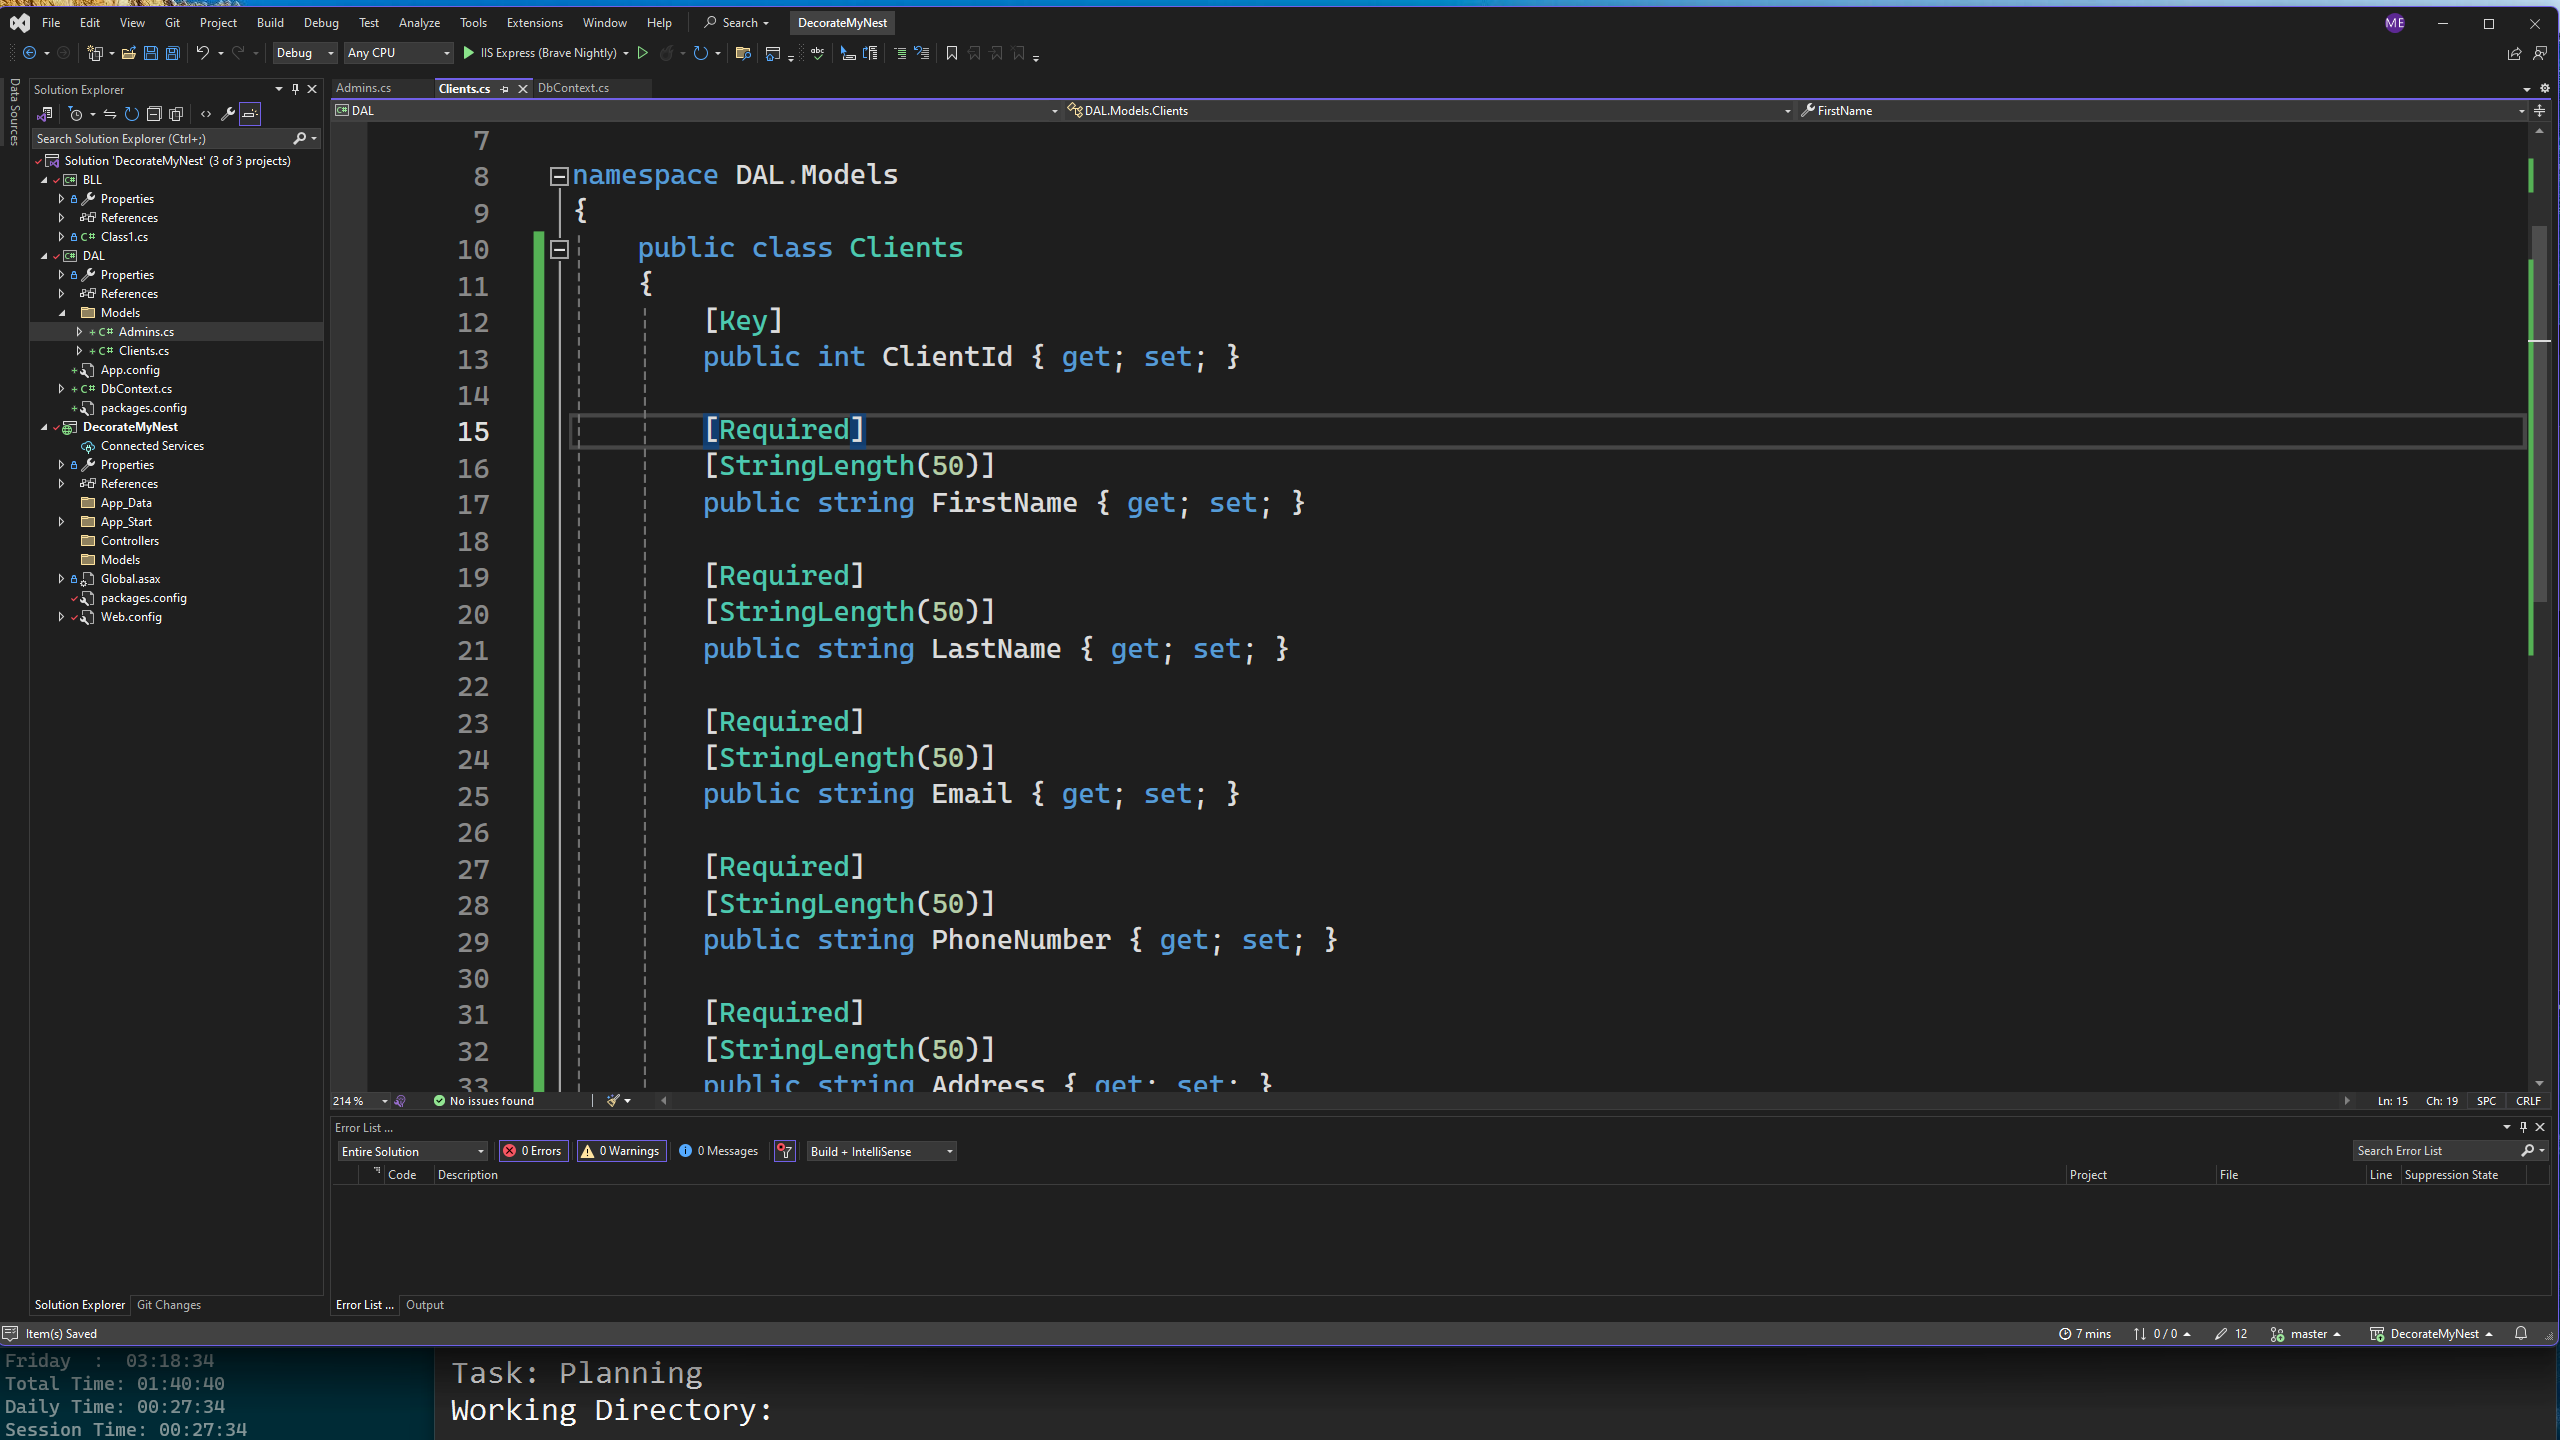 File Edit View Git Project Build Debug Test Analyze Tools Extensions Window Help Search DecorateMyNest ME
Debug Any CPU IIS Express (Brave Nightly)
Data Sources
Solution Explorer
Search Solution Explorer (Ctrl+;)
Solution 'DecorateMyNest' (3 of 3 projects)
BLL
Properties
References
C# Class1.cs
DAL
Properties
References
Models
C# Admins.cs
C# Clients.cs
App.config
C# DbContext.cs
packages.config
DecorateMyNest
Connected Services
Properties
References
App_Data
App_Start
Controllers
Models
Global.asax
packages.config
Web.config
Solution Explorer Git Changes
Admins.cs Clients.cs DbContext.cs
DAL DAL.Models.Clients FirstName
7
8 namespace DAL.Models
9 {
10 public class Clients
11 {
12 [Key]
13 public int ClientId { get; set; }
14
15 [Required]
16 [StringLength(50)]
17 public string FirstName { get; set; }
18
19 [Required]
20 [StringLength(50)]
21 public string LastName { get; set; }
22
23 [Required]
24 [StringLength(50)]
25 public string Email { get; set; }
26
27 [Required]
28 [StringLength(50)]
29 public string PhoneNumber { get; set; }
30
31 [Required]
32 [StringLength(50)]
33 public string Address { get; set; }
214 % No issues found Ln: 15 Ch: 19 SPC CRLF
Error List ...
Entire Solution 0 Errors 0 Warnings 0 Messages Build + IntelliSense Search Error List
Code Description Project File Line Suppression State
Error List ... Output
Item(s) Saved 7 mins 0 / 0 12 master DecorateMyNest
Friday : 03:18:34
Total Time: 01:40:40
Daily Time: 00:27:34
Session Time: 00:27:34
Task: Planning
Working Directory: